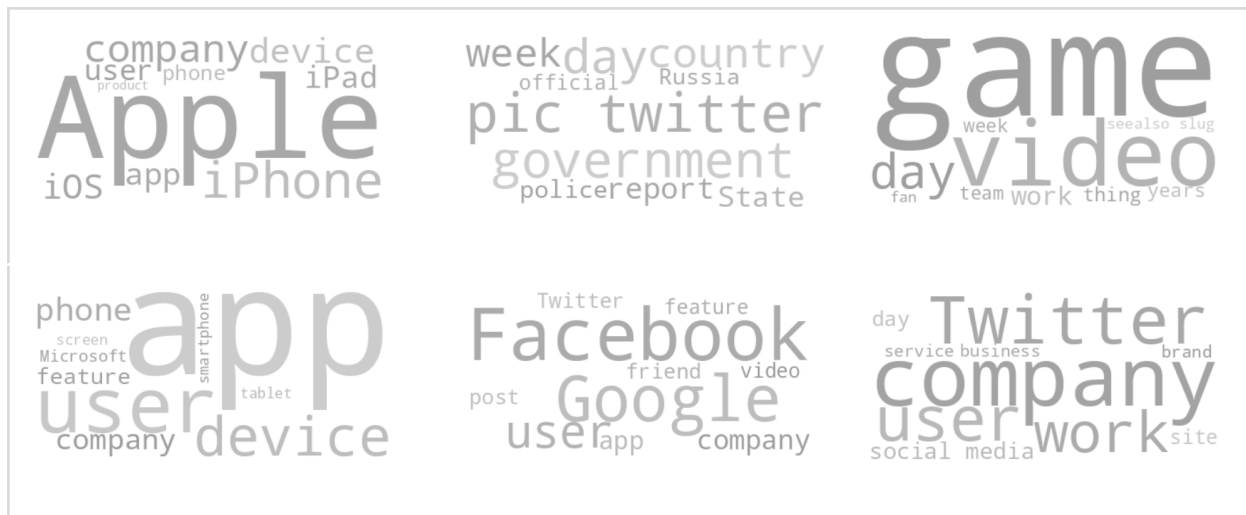 company device
user phone iPad
product
Apple
iOS app iPhone
week day country
official Russia
pic twitter
government
police report State
game
week seealso slug
day video
fan team work thing years
phone app
smartphone
screen
Microsoft
feature
user tablet
company device
Twitter feature
Facebook
friend video
post Google
user app company
day Twitter
service business brand
company
user work site
social media